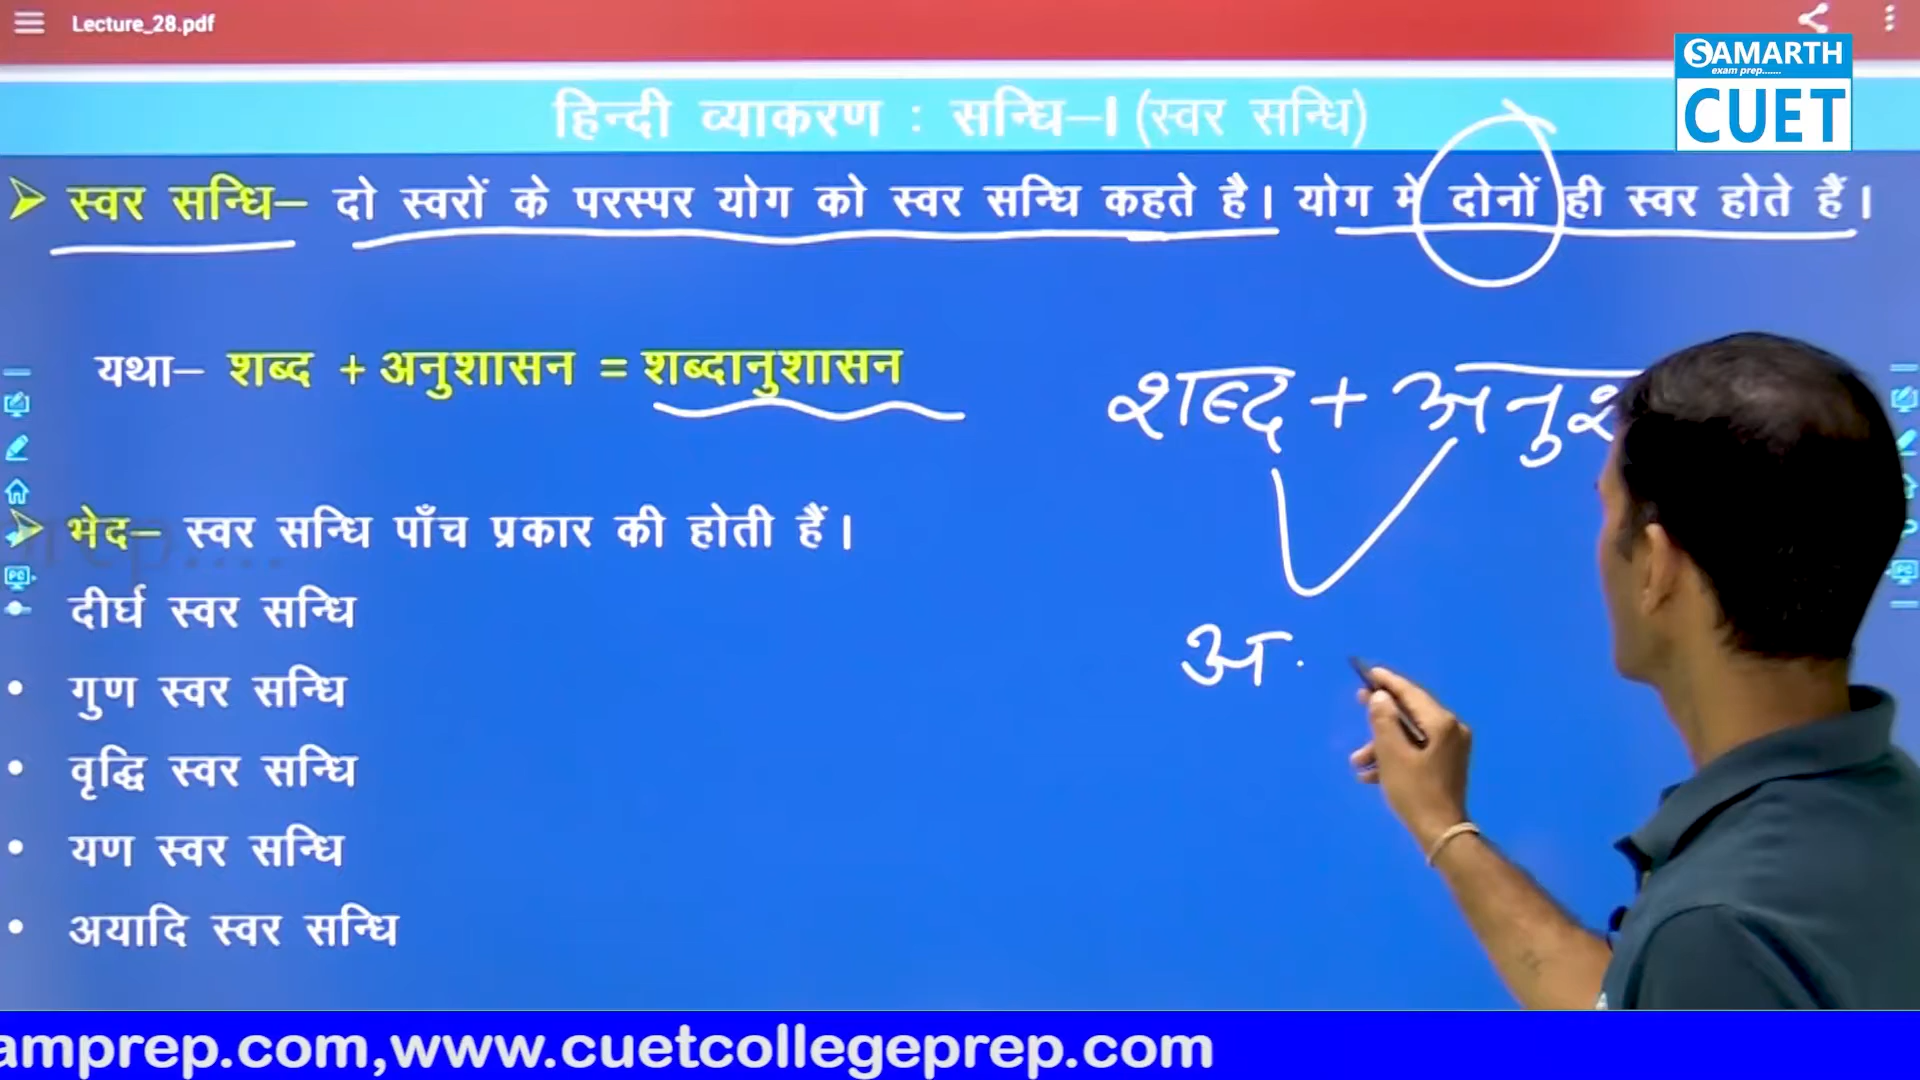 Lecture_28.pdf
SAMARTH
exam prep.......
CUET
हिन्दी व्याकरण : सन्धि–I (स्वर सन्धि)
स्वर सन्धि– दो स्वरों के परस्पर योग को स्वर सन्धि कहते है। योग में दोनों ही स्वर होते हैं।
यथा– शब्द + अनुशासन = शब्दानुशासन
शब्द + अनुश
भेद– स्वर सन्धि पाँच प्रकार की होती हैं।
• दीर्घ स्वर सन्धि
अ
• गुण स्वर सन्धि
• वृद्धि स्वर सन्धि
• यण स्वर सन्धि
• अयादि स्वर सन्धि
amprep.com,www.cuetcollegeprep.com